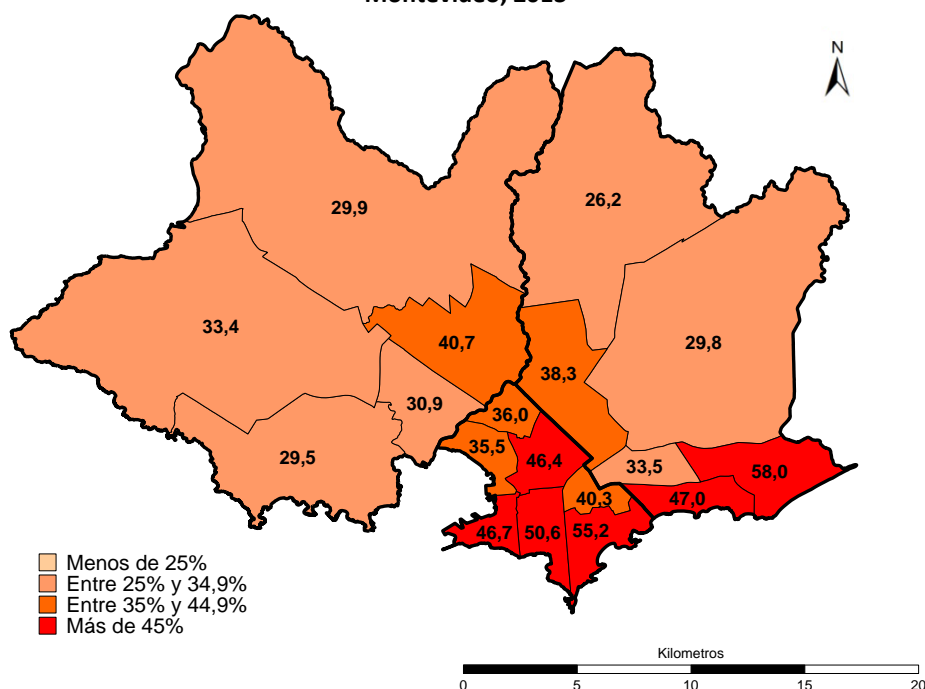 Montevideo, 2013
N
29,9
26,2
33,4
40,7
29,8
38,3
30,9
36,0
35,5
46,4
29,5
33,5
58,0
40,3
47,0
46,7
50,6
55,2
Menos de 25%
Entre 25% y 34,9%
Entre 35% y 44,9%
Más de 45%
Kilometros
0 5 10 15 20